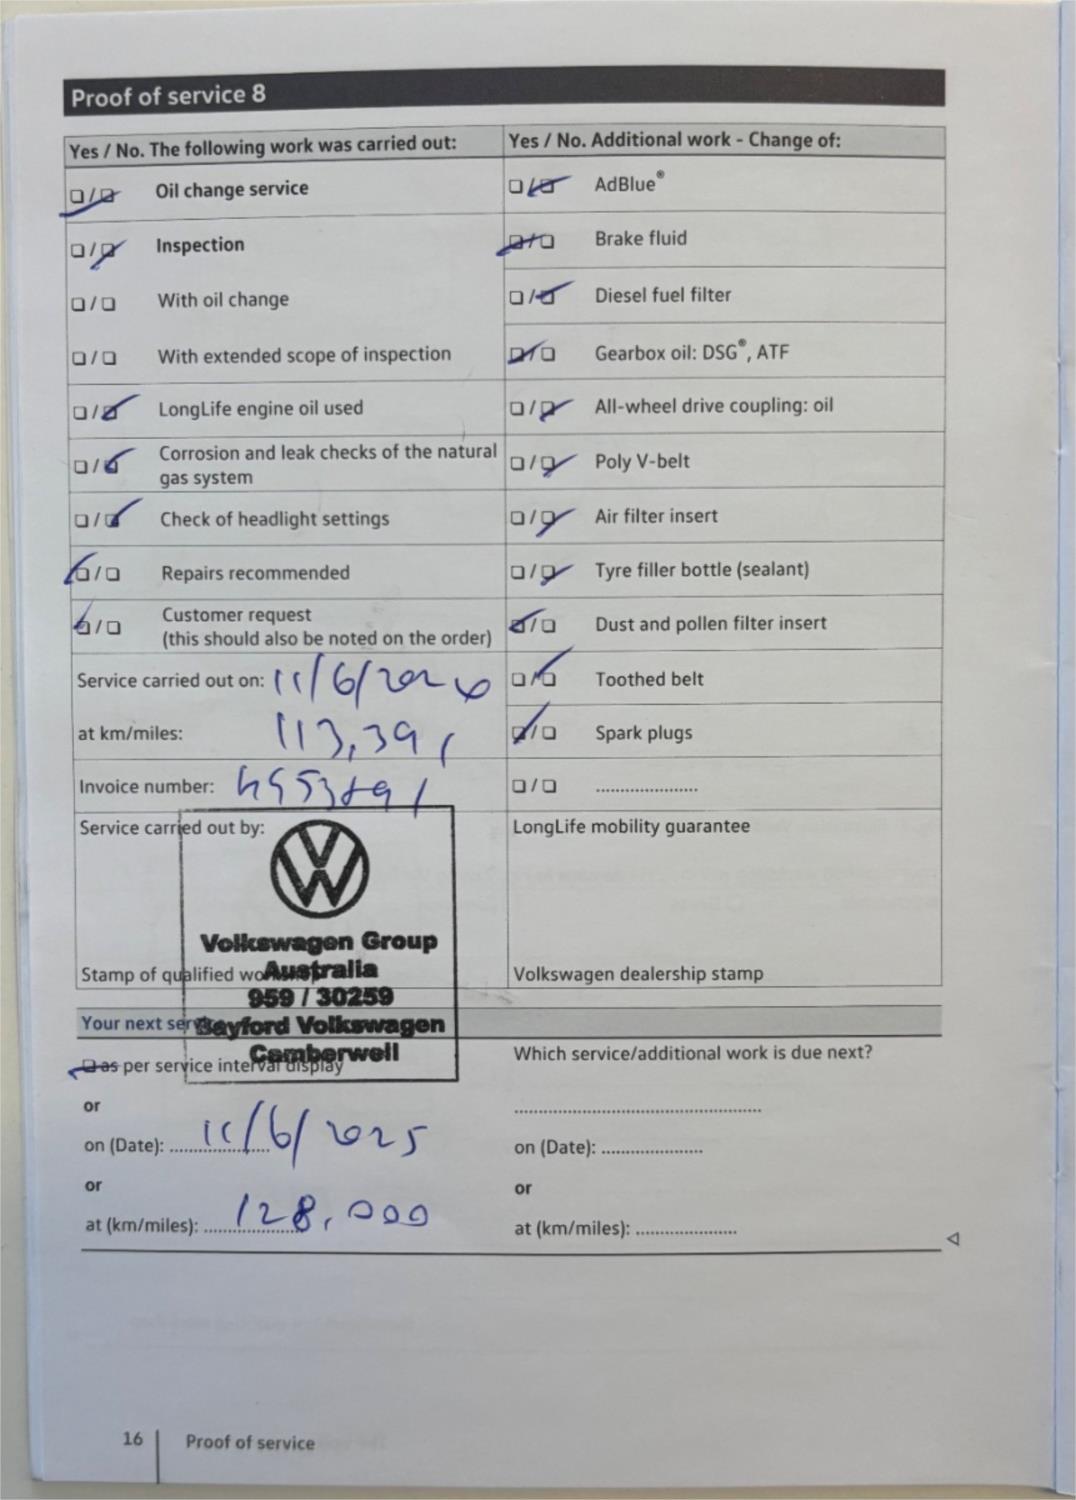 Proof of service 8
Yes / No. The following work was carried out:
☐/☑ Oil change service
☐/☑ Inspection
☐/☐ With oil change
☐/☐ With extended scope of inspection
☐/☑ LongLife engine oil used
☐/☑ Corrosion and leak checks of the natural
gas system
☐/☑ Check of headlight settings
☑/☐ Repairs recommended
☑/☐ Customer request
(this should also be noted on the order)
Service carried out on: 11/6/2024
at km/miles: 113,391
Invoice number:
Service carried out by:
Stamp of qualified
Volkswagen Group
Australia
959 / 30259
Bayford Volkswagen
Camberwell
Yes / No. Additional work - Change of:
☐/☑ AdBlue®
☑/☐ Brake fluid
☐/☑ Diesel fuel filter
☑/☐ Gearbox oil: DSG®, ATF
☐/☑ All-wheel drive coupling: oil
☐/☑ Poly V-belt
☐/☑ Air filter insert
☐/☑ Tyre filler bottle (sealant)
☑/☐ Dust and pollen filter insert
☐/☑ Toothed belt
☑/☐ Spark plugs
☐/☐ .....................
LongLife mobility guarantee
Volkswagen dealership stamp
Your next
☑ as per service interval display
or
on (Date): 11/6/2025
or
at (km/miles): 128,000
Which service/additional work is due next?
on (Date): .....................
or
at (km/miles): .....................
16
Proof of service